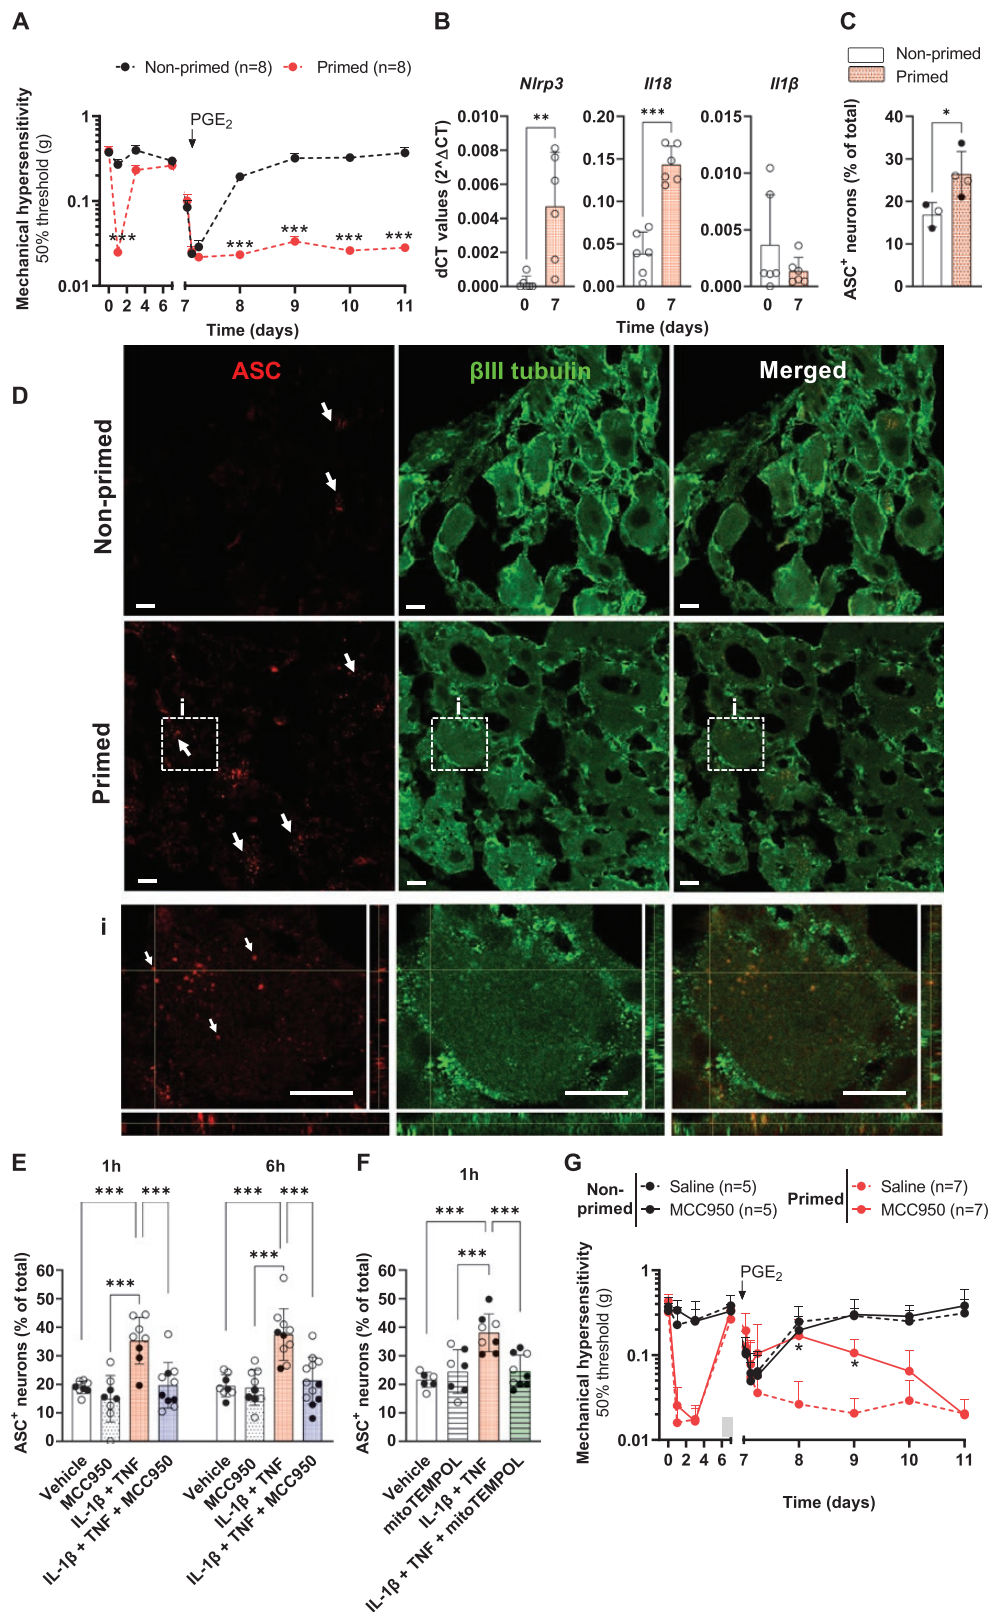 A
Non-primed (n=8)
Primed (n=8)
Mechanical hypersensitivity
50% threshold (g)
1
0.1
0.01
PGE2
***
***
***
***
***
0 2 4 6 7 8 9 10 11
Time (days)
B
Nlrp3
Il18
Il1β
dCT values (2^ΔCT)
0.010
0.008
0.006
0.004
0.002
0.000
**
0 7
0.20
0.15
0.10
0.05
0.00
***
0 7
0.015
0.010
0.005
0.000
0 7
Time (days)
C
Non-primed
Primed
ASC+ neurons (% of total)
40
30
20
10
0
*
D
ASC
βIII tubulin
Merged
Non-primed
Primed
i
i
i
i
E
1h
6h
*** ***
***
*** ***
***
ASC+ neurons (% of total)
60
50
40
30
20
10
0
Vehicle
MCC950
IL-1β + TNF
IL-1β + TNF + MCC950
Vehicle
MCC950
IL-1β + TNF
IL-1β + TNF + MCC950
F
1h
*** ***
***
ASC+ neurons (% of total)
60
50
40
30
20
10
0
Vehicle
mitoTEMPOL
IL-1β + TNF
IL-1β + TNF + mitoTEMPOL
G
Non-
primed
Saline (n=5)
MCC950 (n=5)
Primed
Saline (n=7)
MCC950 (n=7)
Mechanical hypersensitivity
50% threshold (g)
1
0.1
0.01
PGE2
*
*
0 2 4 6 7 8 9 10 11
Time (days)